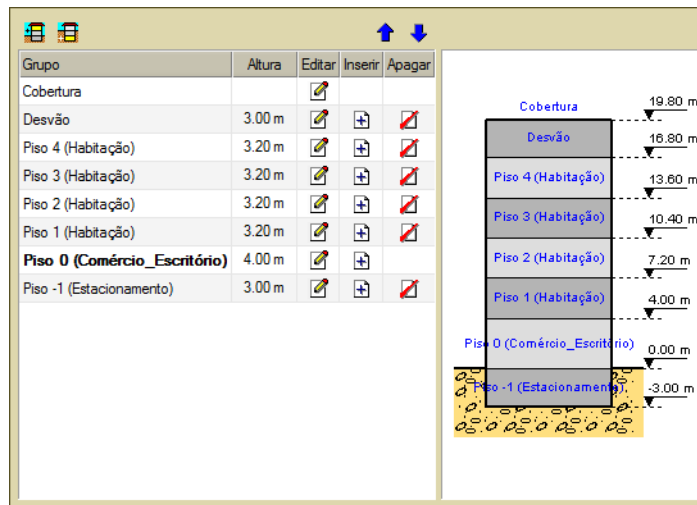 Grupo Altura Editar Inserir Apagar
Cobertura
Desvão 3.00 m
Piso 4 (Habitação) 3.20 m
Piso 3 (Habitação) 3.20 m
Piso 2 (Habitação) 3.20 m
Piso 1 (Habitação) 3.20 m
Piso 0 (Comércio_Escritório) 4.00 m
Piso -1 (Estacionamento) 3.00 m
Cobertura 19.80 m
Desvão 16.80 m
Piso 4 (Habitação) 13.60 m
Piso 3 (Habitação) 10.40 m
Piso 2 (Habitação) 7.20 m
Piso 1 (Habitação) 4.00 m
Piso 0 (Comércio_Escritório) 0.00 m
Piso -1 (Estacionamento) -3.00 m